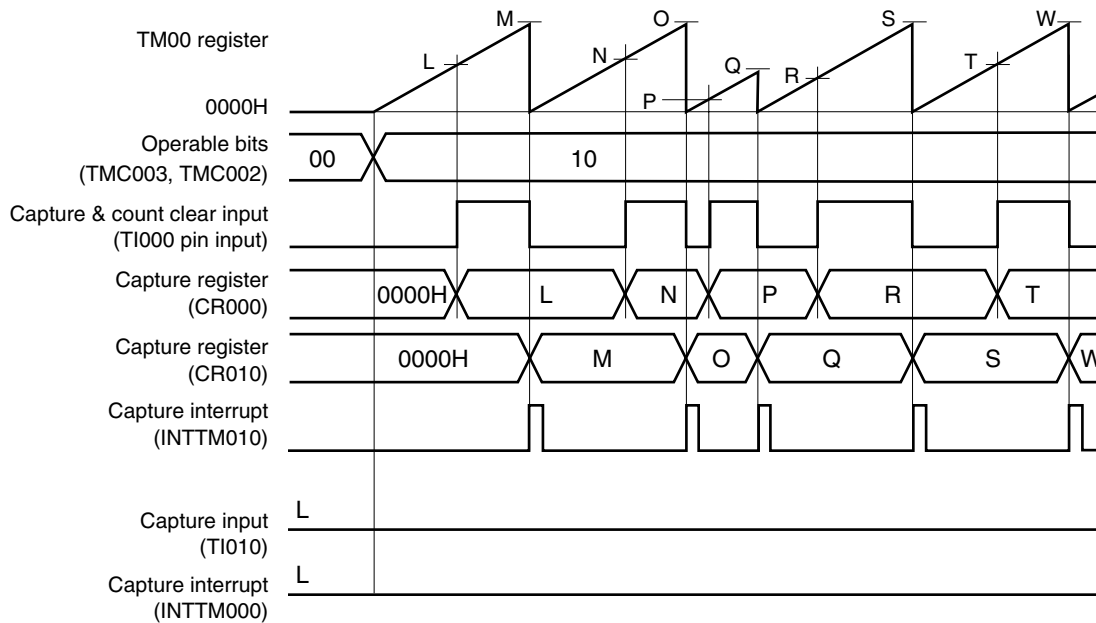 TM00 register
M
O
S
W
L
N
Q
R
T
P
0000H
Operable bits
(TMC003, TMC002)
00
10
Capture & count clear input
(TI000 pin input)
Capture register
(CR000)
0000H
L
N
P
R
T
Capture register
(CR010)
0000H
M
O
Q
S
W
Capture interrupt
(INTTM010)
L
Capture input
(TI010)
L
Capture interrupt
(INTTM000)